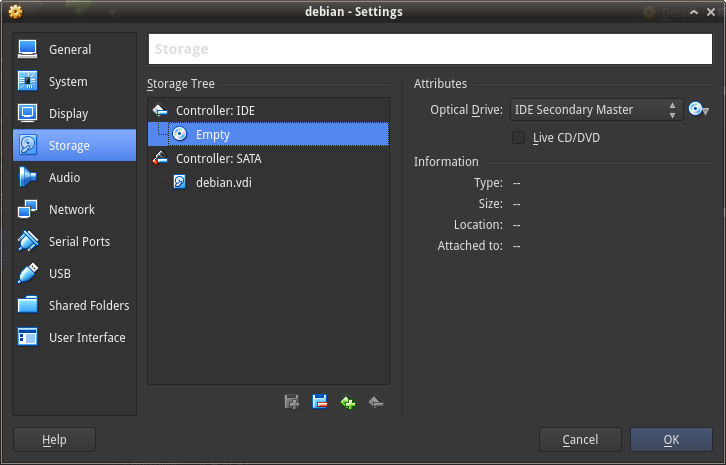 debian - Settings
General
System
Display
Storage
Audio
Network
Serial Ports
USB
Shared Folders
User Interface
Storage
Storage Tree
Controller: IDE
Empty
Controller: SATA
debian.vdi
Attributes
Optical Drive: IDE Secondary Master
Live CD/DVD
Information
Type: --
Size: --
Location: --
Attached to: --
Help
Cancel
OK